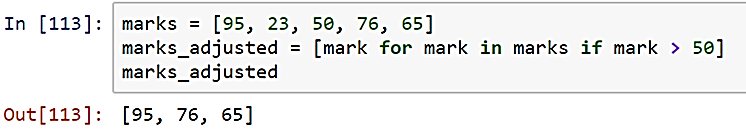 In [113]: marks = [95, 23, 50, 76, 65]
marks_adjusted = [mark for mark in marks if mark > 50]
marks_adjusted
Out[113]: [95, 76, 65]